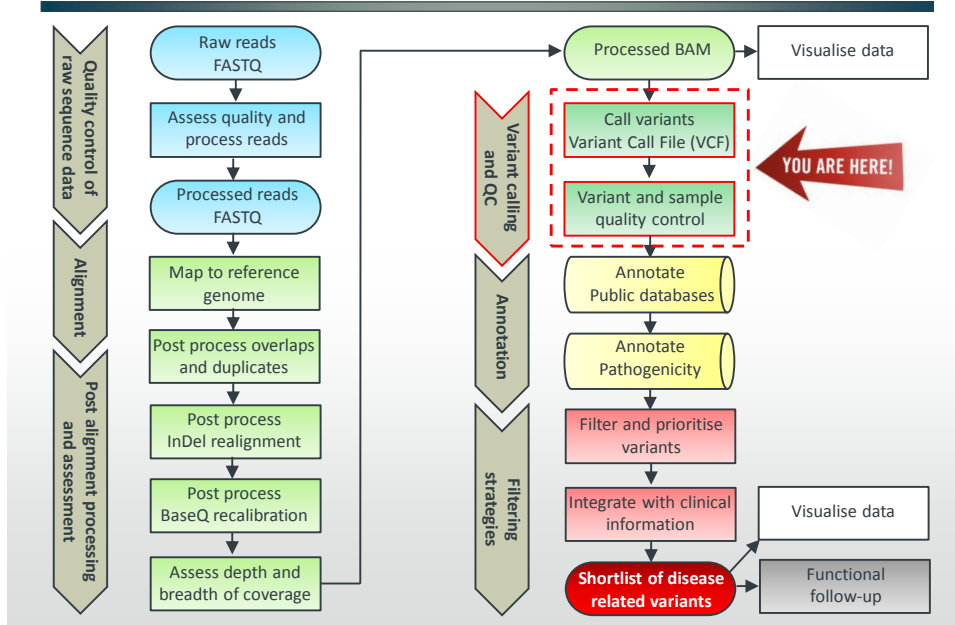 Quality control of
raw sequence data
Alignment
Post alignment processing
and assessment
Raw reads
FASTQ
Assess quality and
process reads
Processed reads
FASTQ
Map to reference
genome
Post process overlaps
and duplicates
Post process
InDel realignment
Post process
BaseQ recalibration
Assess depth and
breadth of coverage
Variant calling
and QC
Annotation
Filtering
strategies
Processed BAM
Visualise data
Call variants
Variant Call File (VCF)
YOU ARE HERE!
Variant and sample
quality control
Annotate
Public databases
Annotate
Pathogenicity
Filter and prioritise
variants
Integrate with clinical
information
Visualise data
Shortlist of disease
related variants
Functional
follow-up